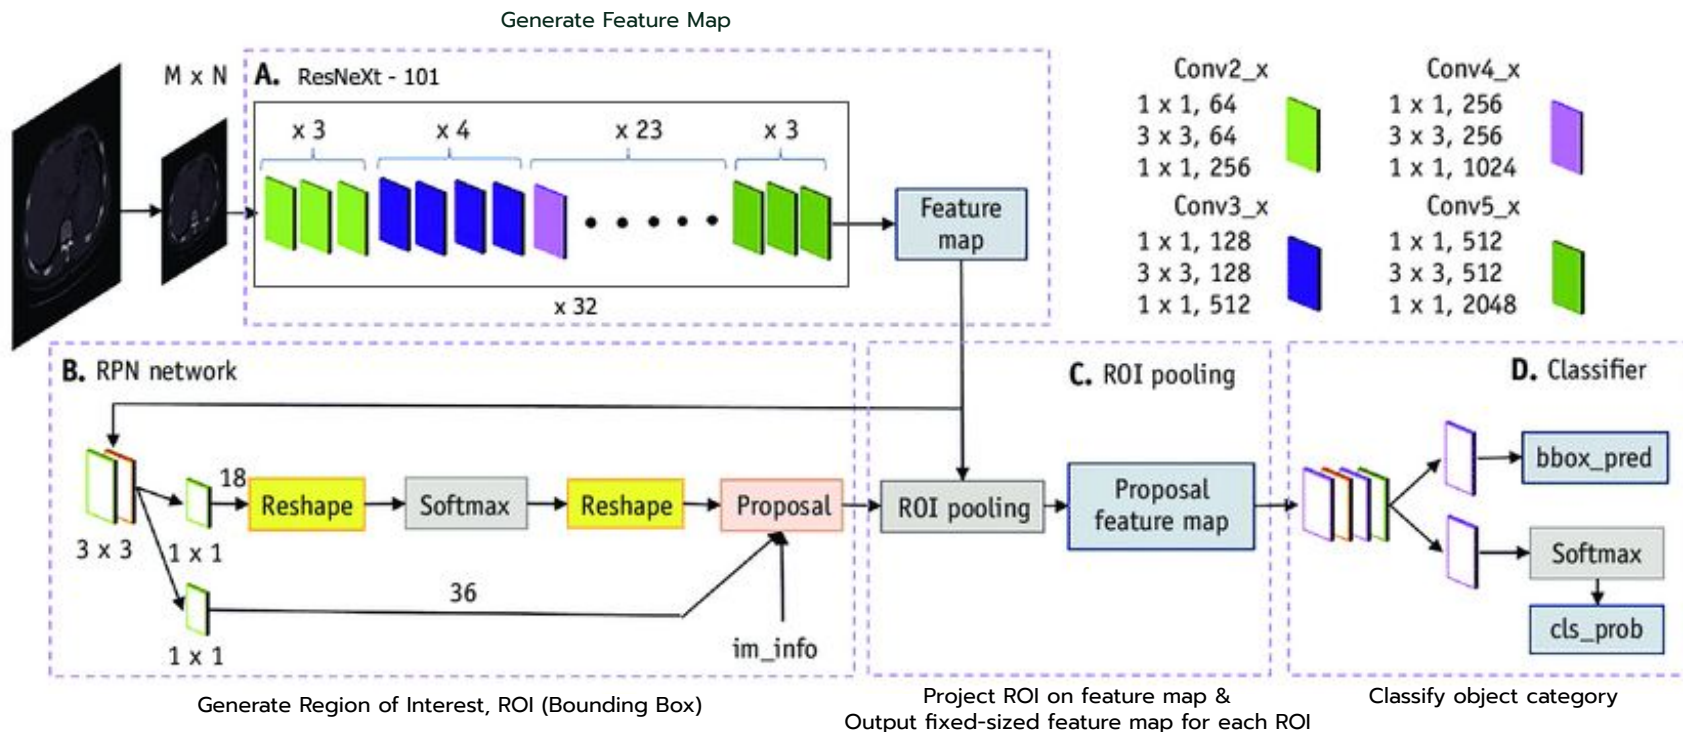 Generate Feature Map
M x N
A. ResNeXt - 101
x 3
x 4
x 23
x 3
x 32
Feature
map
Conv2_x
1 x 1, 64
3 x 3, 64
1 x 1, 256
Conv4_x
1 x 1, 256
3 x 3, 256
1 x 1, 1024
Conv3_x
1 x 1, 128
3 x 3, 128
1 x 1, 512
Conv5_x
1 x 1, 512
3 x 3, 512
1 x 1, 2048
B. RPN network
3 x 3
1 x 1
18
Reshape
Softmax
Reshape
Proposal
36
1 x 1
im_info
Generate Region of Interest, ROI (Bounding Box)
C. ROI pooling
ROI pooling
Proposal
feature map
Project ROI on feature map &
Output fixed-sized feature map for each ROI
D. Classifier
bbox_pred
Softmax
cls_prob
Classify object category